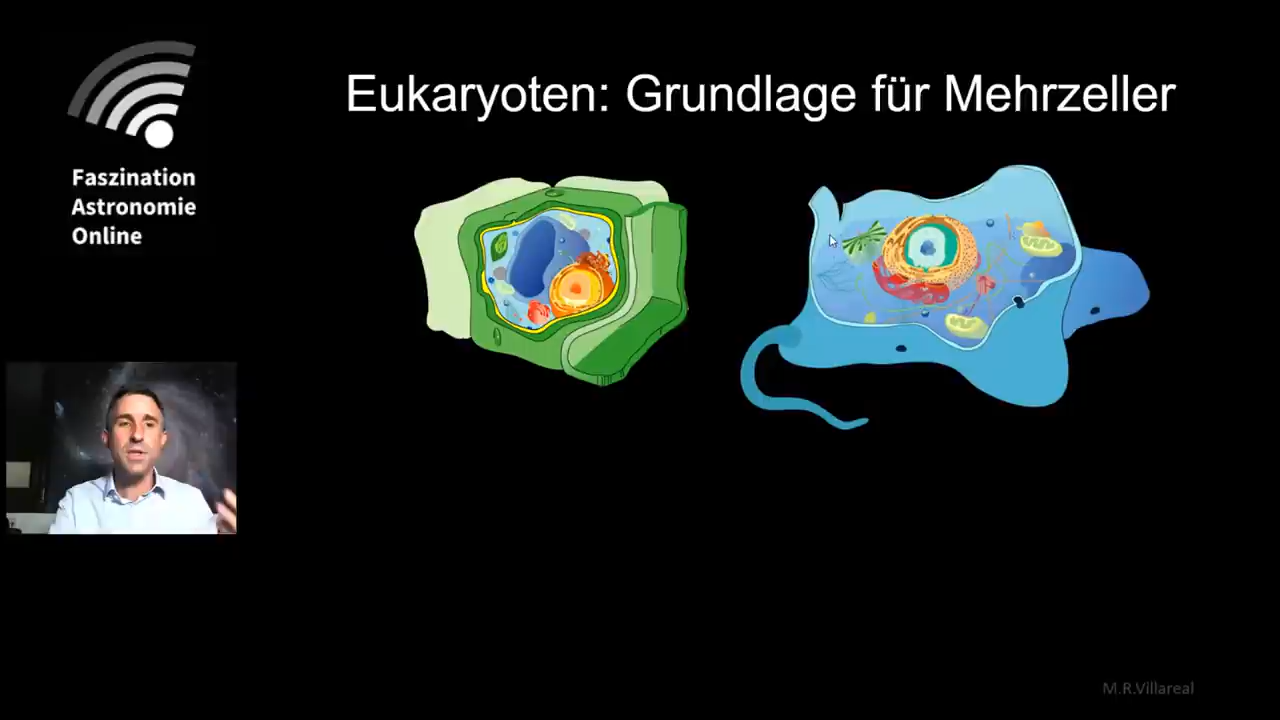 Eukaryoten: Grundlage für Mehrzeller
Faszination
Astronomie
Online
M.R.Villareal